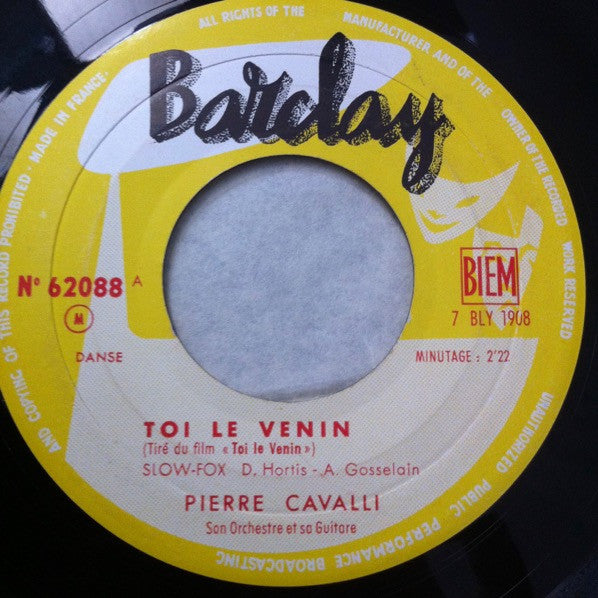 ALL RIGHTS OF THE MANUFACTURER AND OF THE OWNER OF THE RECORDED WORK RESERVED
UNAUTHORIZED PUBLIC PERFORMANCE BROADCASTING AND COPYING OF THIS RECORD PROHIBITED · MADE IN FRANCE ·
Barclay
Nº 62088 A
M
DANSE
BIEM
7 BLY 1908
MINUTAGE : 2'22
TOI LE VENIN
(Tiré du film « Toi le Venin »)
SLOW-FOX D. Hortis - A. Gosselain
PIERRE CAVALLI
Son Orchestre et sa Guitare